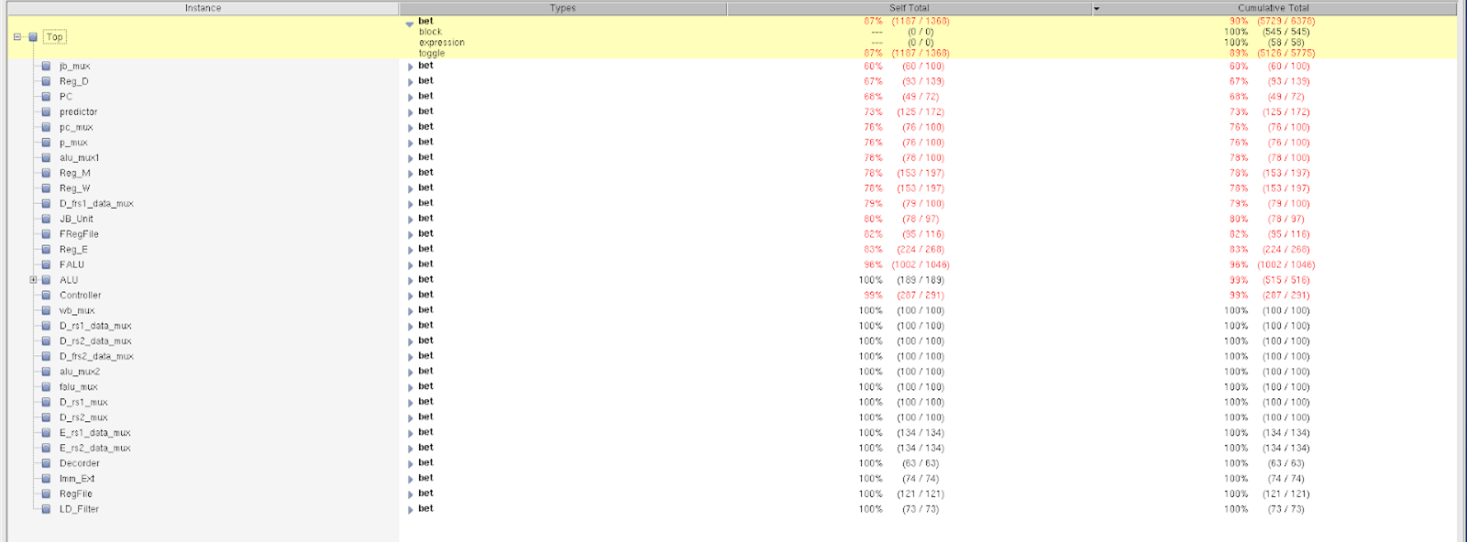 Instance Types Self Total Cumulative Total
Top bet 87% (1187 / 1368) 90% (5729 / 6378)
block --- (0 / 0) 100% (545 / 545)
expression --- (0 / 0) 100% (58 / 58)
toggle 87% (1187 / 1368) 89% (5126 / 5775)
jb_mux bet 60% (60 / 100) 60% (60 / 100)
Reg_D bet 67% (93 / 139) 67% (93 / 139)
PC bet 68% (49 / 72) 68% (49 / 72)
predictor bet 73% (125 / 172) 73% (125 / 172)
pc_mux bet 76% (76 / 100) 76% (76 / 100)
p_mux bet 76% (76 / 100) 76% (76 / 100)
alu_mux1 bet 78% (78 / 100) 78% (78 / 100)
Reg_M bet 78% (153 / 197) 78% (153 / 197)
Reg_W bet 78% (153 / 197) 78% (153 / 197)
D_frs1_data_mux bet 79% (79 / 100) 79% (79 / 100)
JB_Unit bet 80% (78 / 97) 80% (78 / 97)
FRegFile bet 82% (95 / 116) 82% (95 / 116)
Reg_E bet 83% (224 / 268) 83% (224 / 268)
FALU bet 96% (1002 / 1046) 96% (1002 / 1046)
ALU bet 100% (189 / 189) 99% (515 / 516)
Controller bet 99% (287 / 291) 99% (287 / 291)
wb_mux bet 100% (100 / 100) 100% (100 / 100)
D_rs1_data_mux bet 100% (100 / 100) 100% (100 / 100)
D_rs2_data_mux bet 100% (100 / 100) 100% (100 / 100)
D_frs2_data_mux bet 100% (100 / 100) 100% (100 / 100)
alu_mux2 bet 100% (100 / 100) 100% (100 / 100)
falu_mux bet 100% (100 / 100) 100% (100 / 100)
D_rs1_mux bet 100% (100 / 100) 100% (100 / 100)
D_rs2_mux bet 100% (100 / 100) 100% (100 / 100)
E_rs1_data_mux bet 100% (134 / 134) 100% (134 / 134)
E_rs2_data_mux bet 100% (134 / 134) 100% (134 / 134)
Decorder bet 100% (63 / 63) 100% (63 / 63)
Imm_Ext bet 100% (74 / 74) 100% (74 / 74)
RegFile bet 100% (121 / 121) 100% (121 / 121)
LD_Filter bet 100% (73 / 73) 100% (73 / 73)